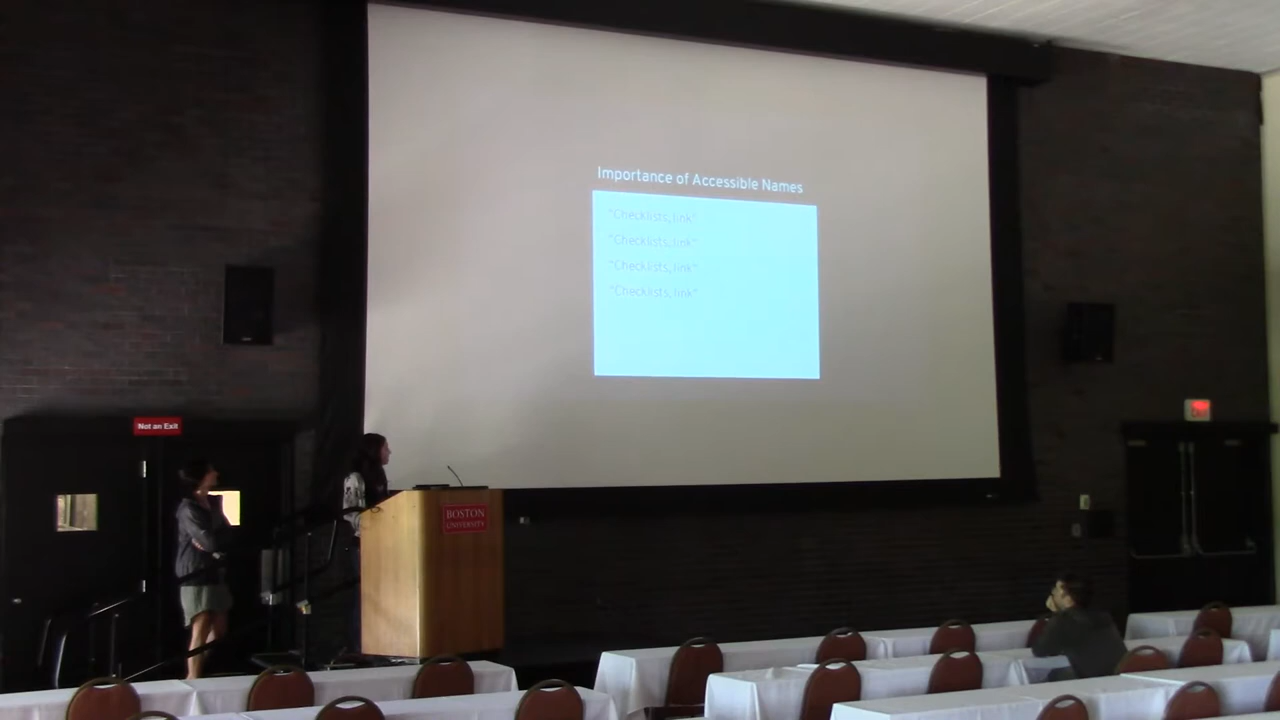 Importance of Accessible Names
"Checklists, link"
"Checklists, link"
"Checklists, link"
"Checklists, link"
Not an Exit
BOSTON
UNIVERSITY